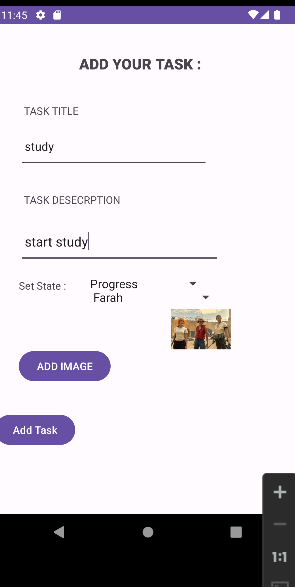 11:45
ADD YOUR TASK :
TASK TITLE
study
TASK DESECRPTION
start study
Set State : Progress
Farah
ADD IMAGE
Add Task
1:1